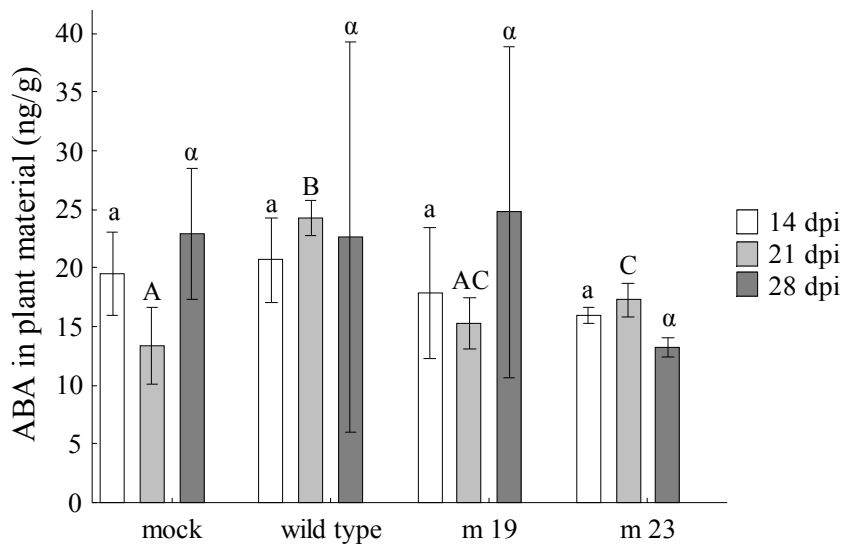 ABA in plant material (ng/g)
40
35
30
25
20
15
10
5
0
a
A
α
a
B
α
a
AC
α
a
C
α
mock
wild type
m 19
m 23
14 dpi
21 dpi
28 dpi